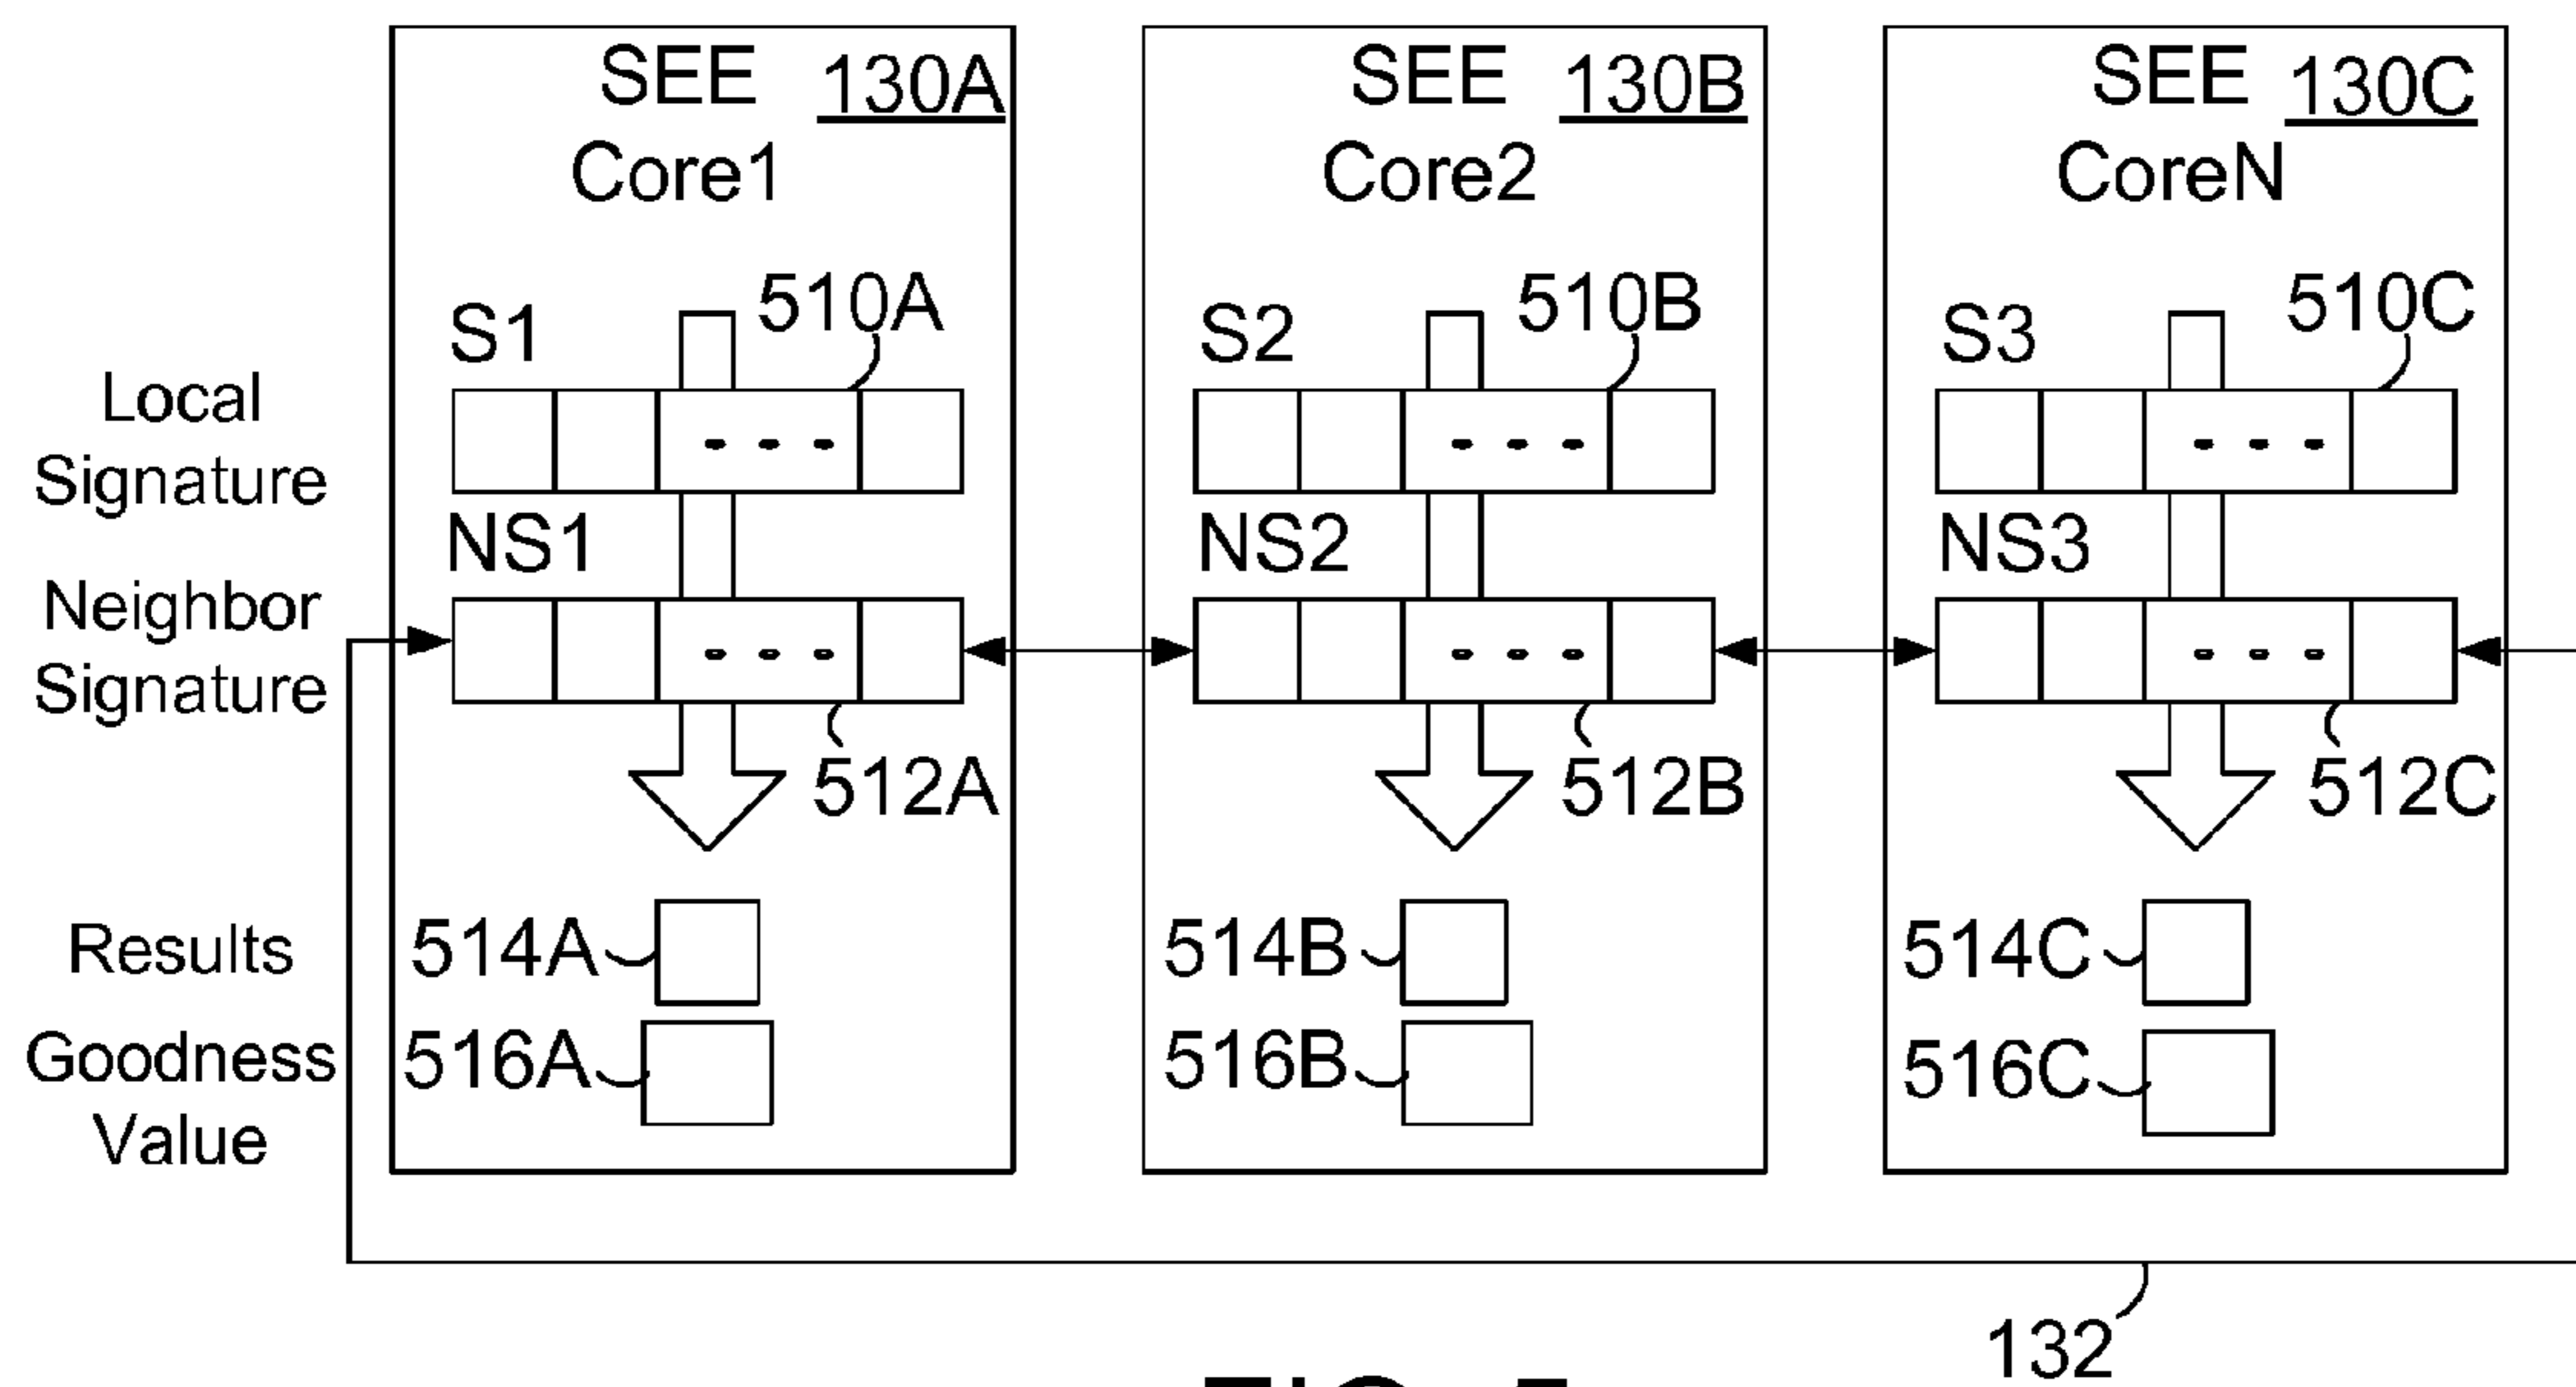 SEE 130A
Core1
SEE 130B
Core2
SEE 130C
CoreN
S1 510A
S2 510B
S3 510C
Local
Signature
NS1
NS2
NS3
Neighbor
Signature
512A
512B
512C
Results
514A
514B
514C
Goodness
Value
516A
516B
516C
132